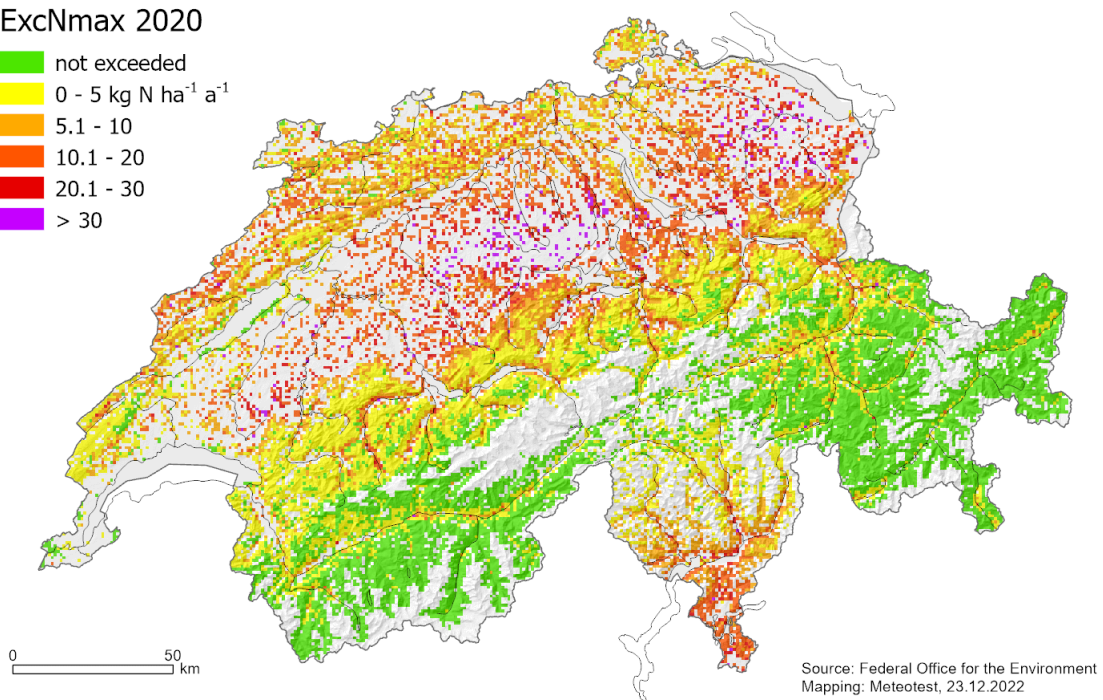 ExcNmax 2020
not exceeded
0 - 5 kg N ha⁻¹ a⁻¹
5.1 - 10
10.1 - 20
20.1 - 30
> 30
0 50
km
Source: Federal Office for the Environment
Mapping: Meteotest, 23.12.2022